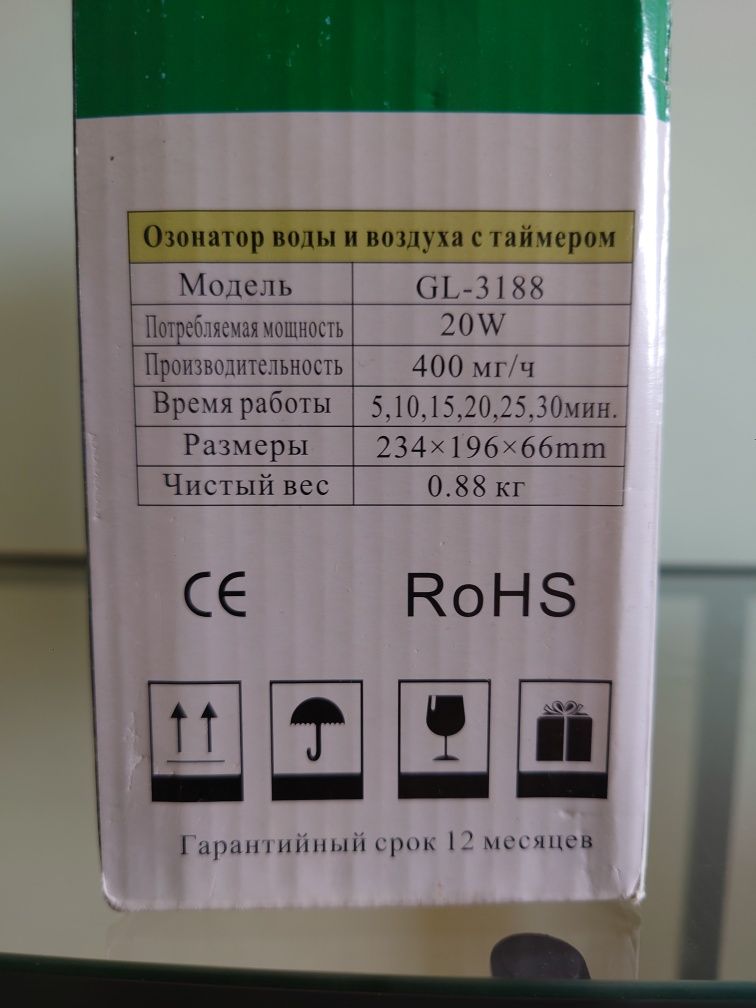 Озонатор воды и воздуха с таймером
Модель GL-3188
Потребляемая мощность 20W
Производительность 400 мг/ч
Время работы 5,10,15,20,25,30мин.
Размеры 234×196×66mm
Чистый вес 0.88 кг
CE RoHS
Гарантийный срок 12 месяцев